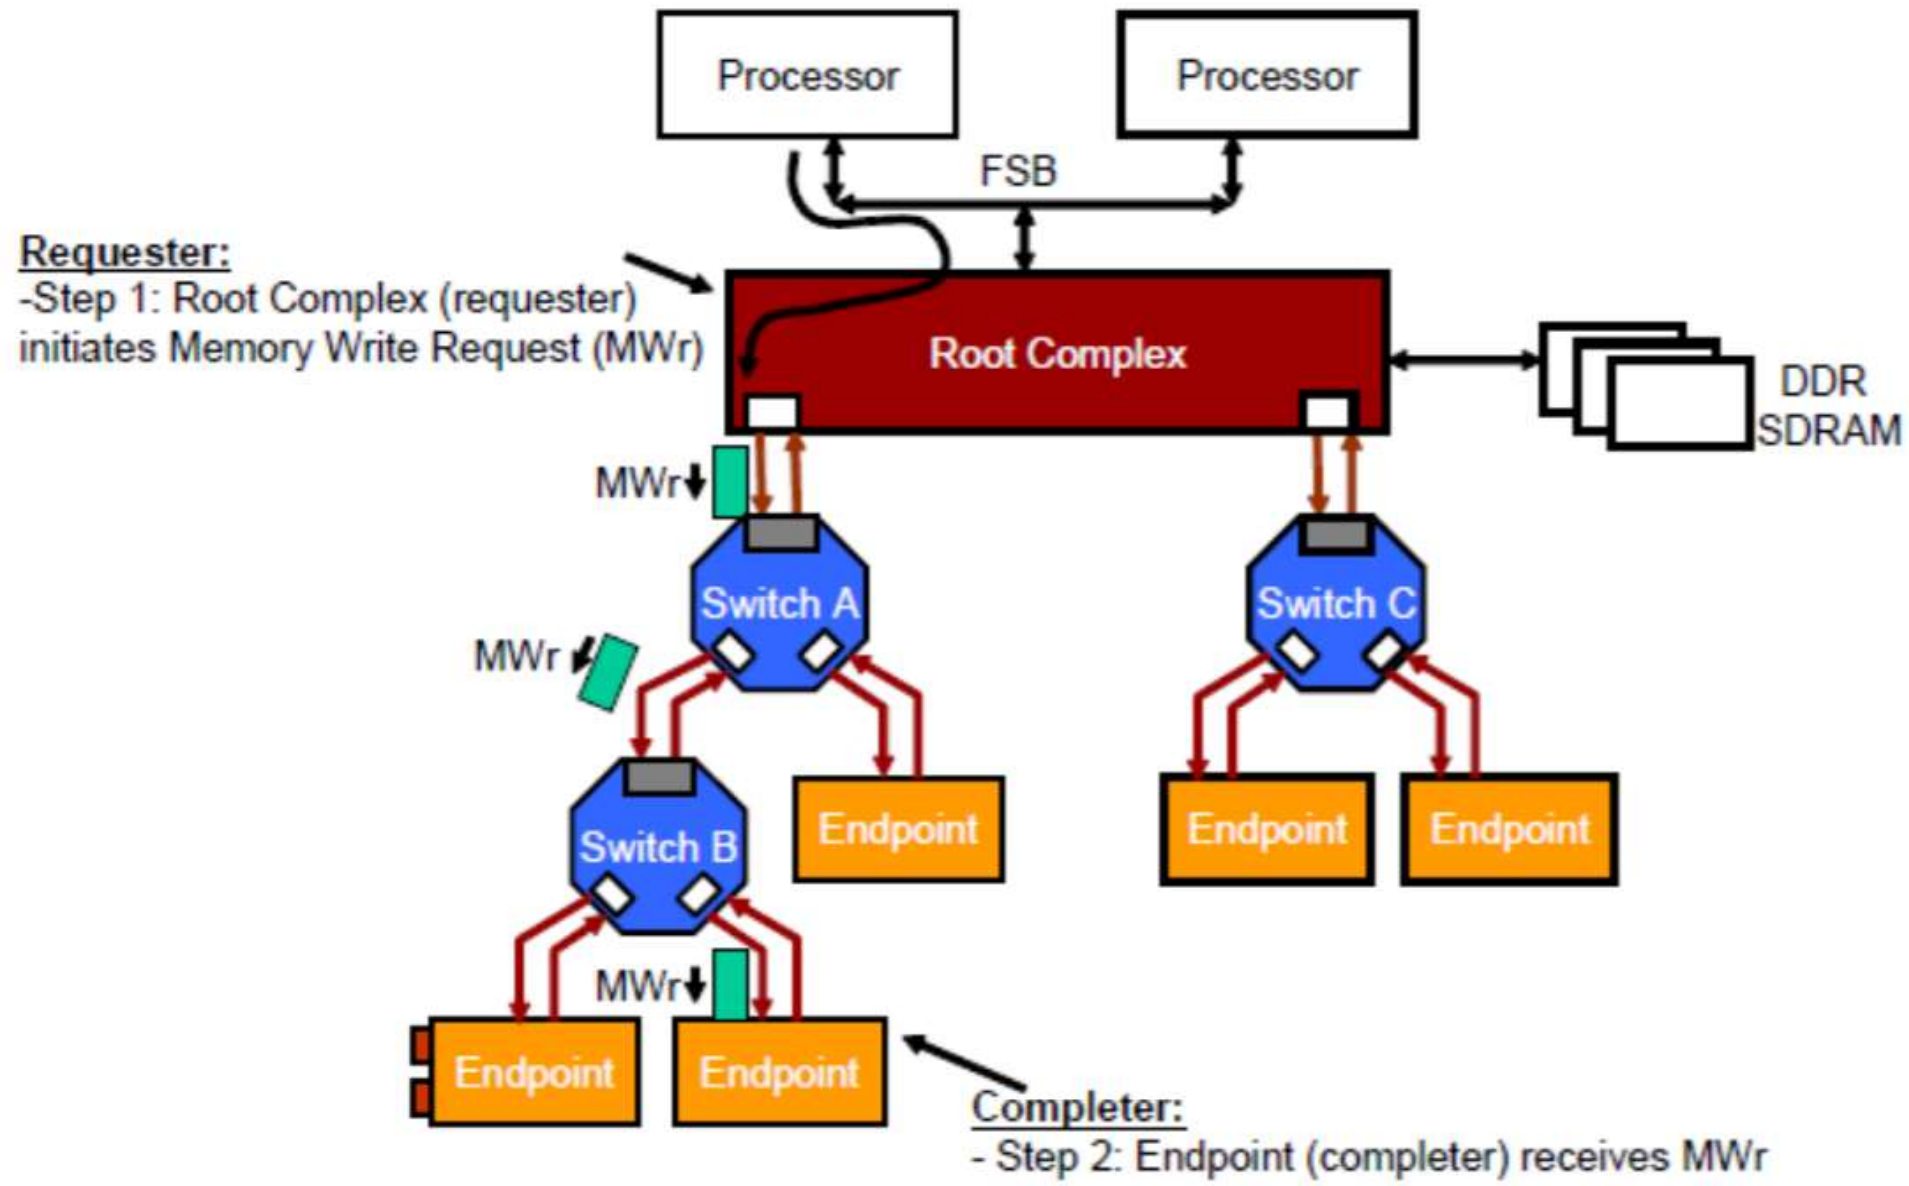 Processor
Processor
FSB
Requester:
-Step 1: Root Complex (requester)
initiates Memory Write Request (MWr)
Root Complex
DDR
SDRAM
MWr
Switch A
Switch C
MWr
Endpoint
Endpoint
Endpoint
Switch B
MWr
Endpoint
Endpoint
Completer:
- Step 2: Endpoint (completer) receives MWr